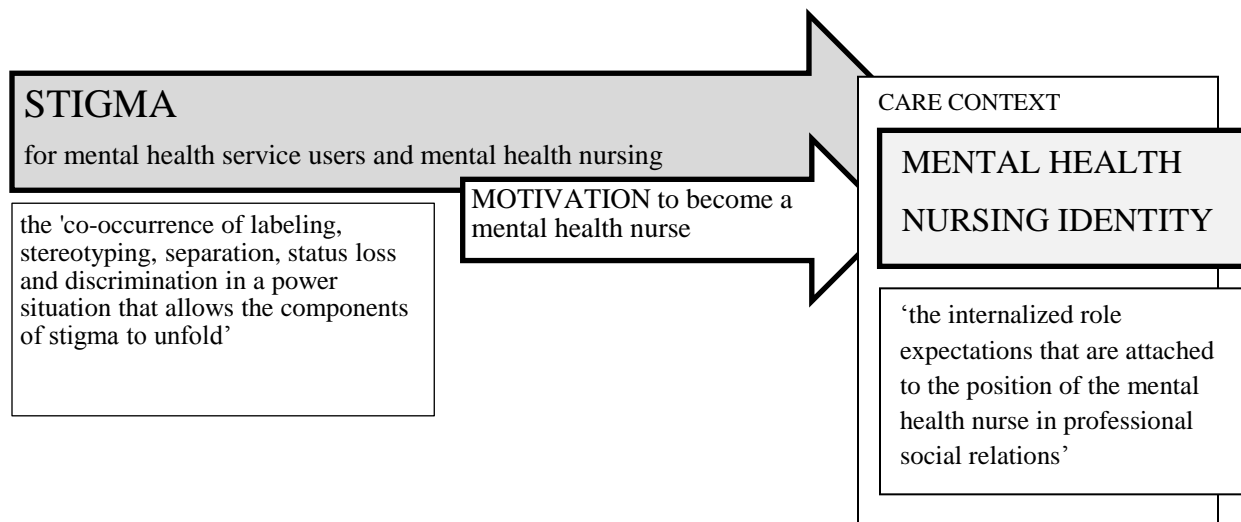 STIGMA
for mental health service users and mental health nursing
MOTIVATION to become a
mental health nurse
the 'co-occurrence of labeling,
stereotyping, separation, status loss
and discrimination in a power
situation that allows the components
of stigma to unfold’
CARE CONTEXT
MENTAL HEALTH
NURSING IDENTITY
‘the internalized role
expectations that are attached
to the position of the mental
health nurse in professional
social relations’